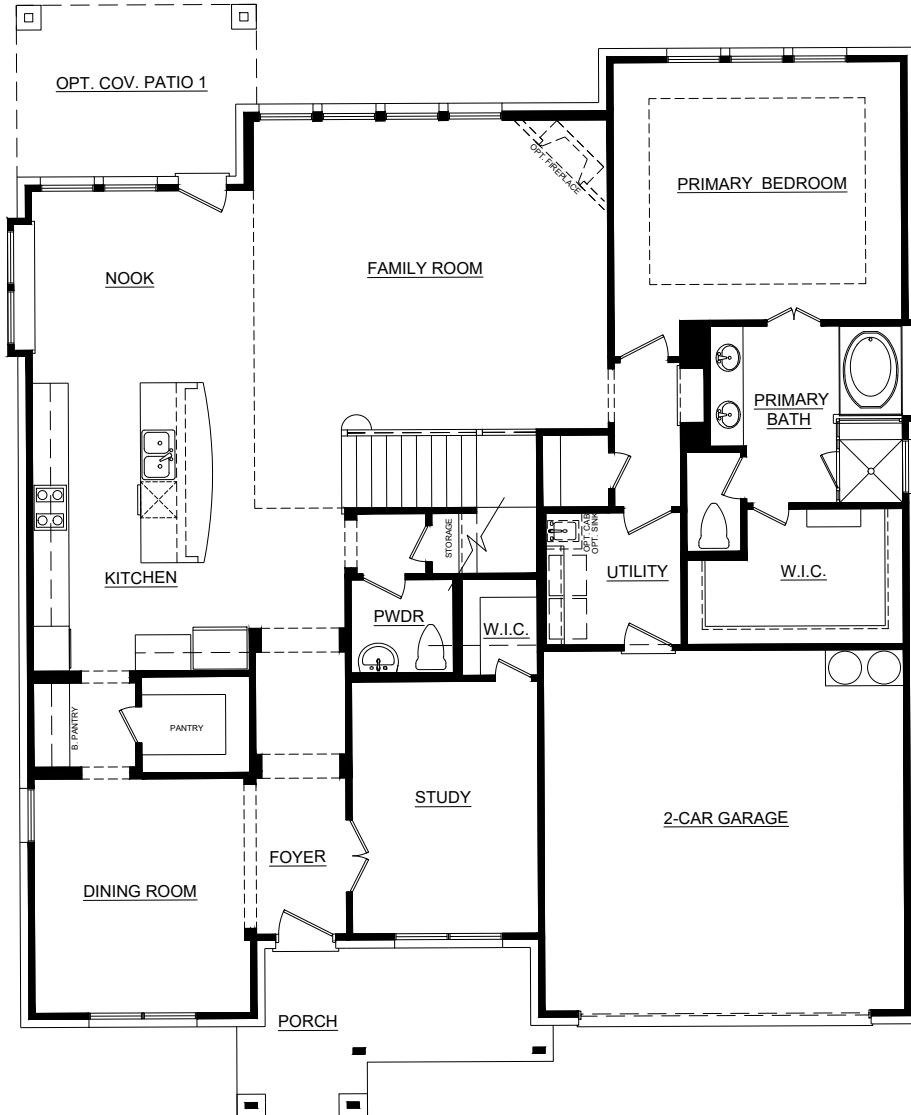 OPT. COV. PATIO 1
OPT. FIREPLACE
PRIMARY BEDROOM
FAMILY ROOM
NOOK
PRIMARY
BATH
STORAGE
OPT. CAB
OPT. SINK
KITCHEN
UTILITY
W.I.C.
PWDR
W.I.C.
B. PANTRY
PANTRY
STUDY
2-CAR GARAGE
FOYER
DINING ROOM
PORCH